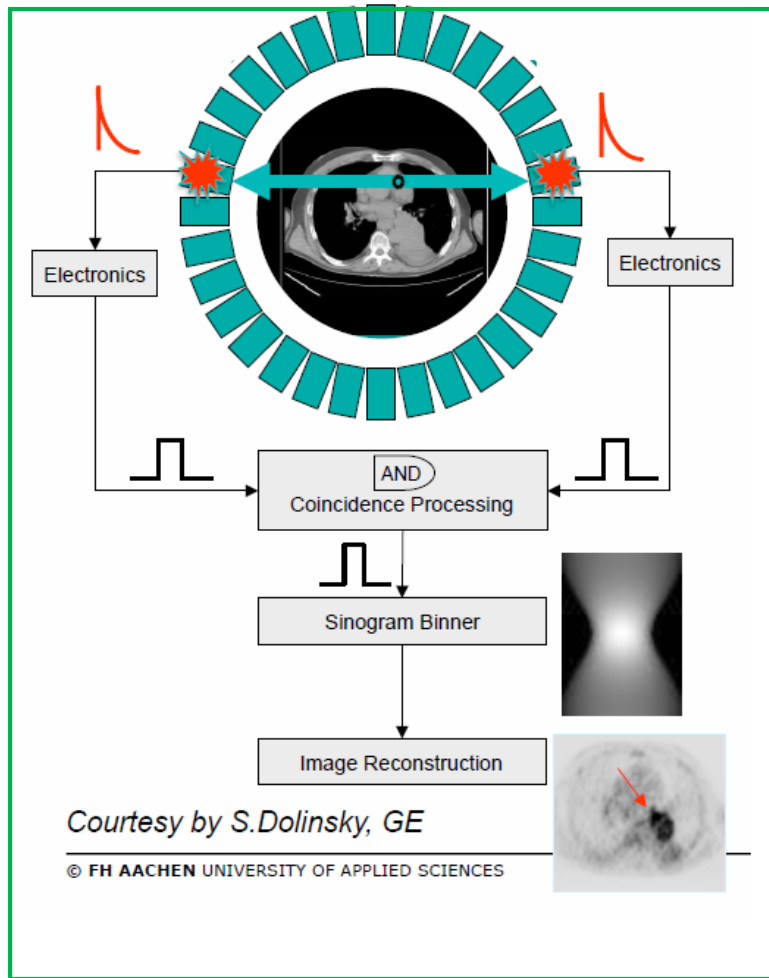 Electronics
Electronics
AND
Coincidence Processing
Sinogram Binner
Image Reconstruction
Courtesy by S.Dolinsky, GE
© FH AACHEN UNIVERSITY OF APPLIED SCIENCES